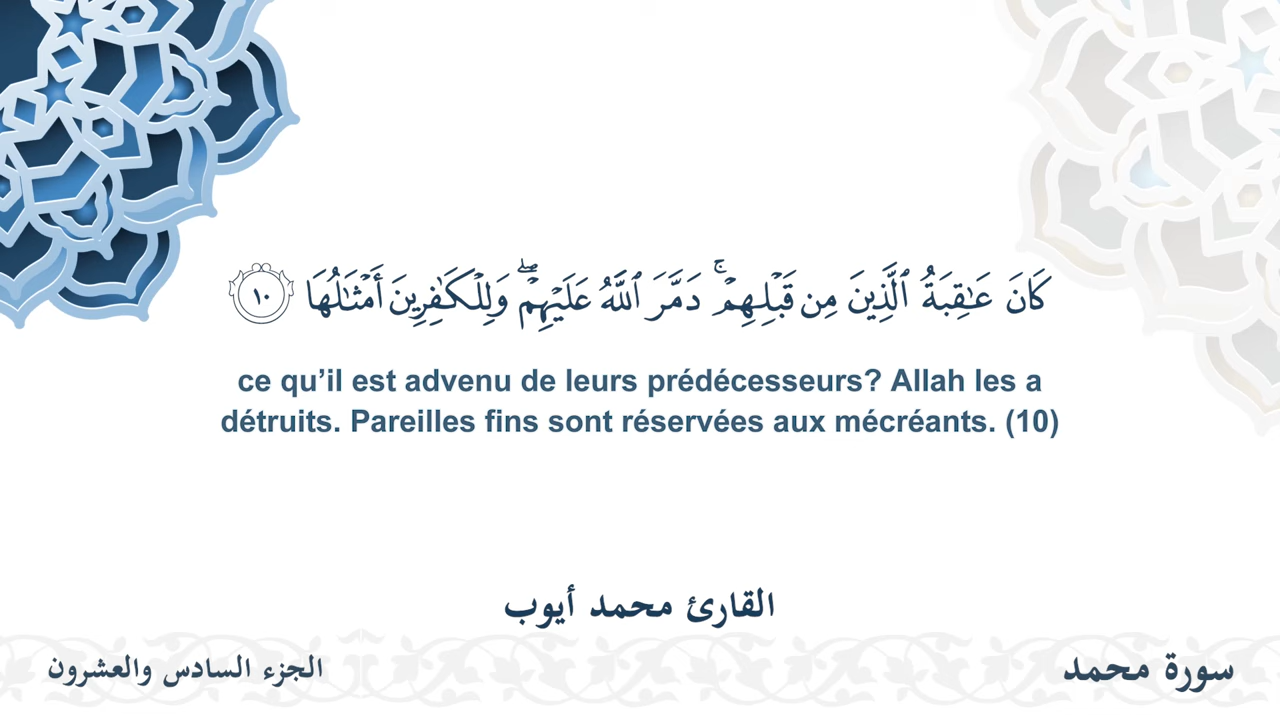 كَانَ عَٰقِبَةُ ٱلَّذِينَ مِن قَبْلِهِمْۚ دَمَّرَ ٱللَّهُ عَلَيْهِمْۖ وَلِلْكَٰفِرِينَ أَمْثَٰلُهَا ١٠
ce qu’il est advenu de leurs prédécesseurs? Allah les a
détruits. Pareilles fins sont réservées aux mécréants. (10)
القارئ محمد أيوب
سورة محمد
الجزء السادس والعشرون